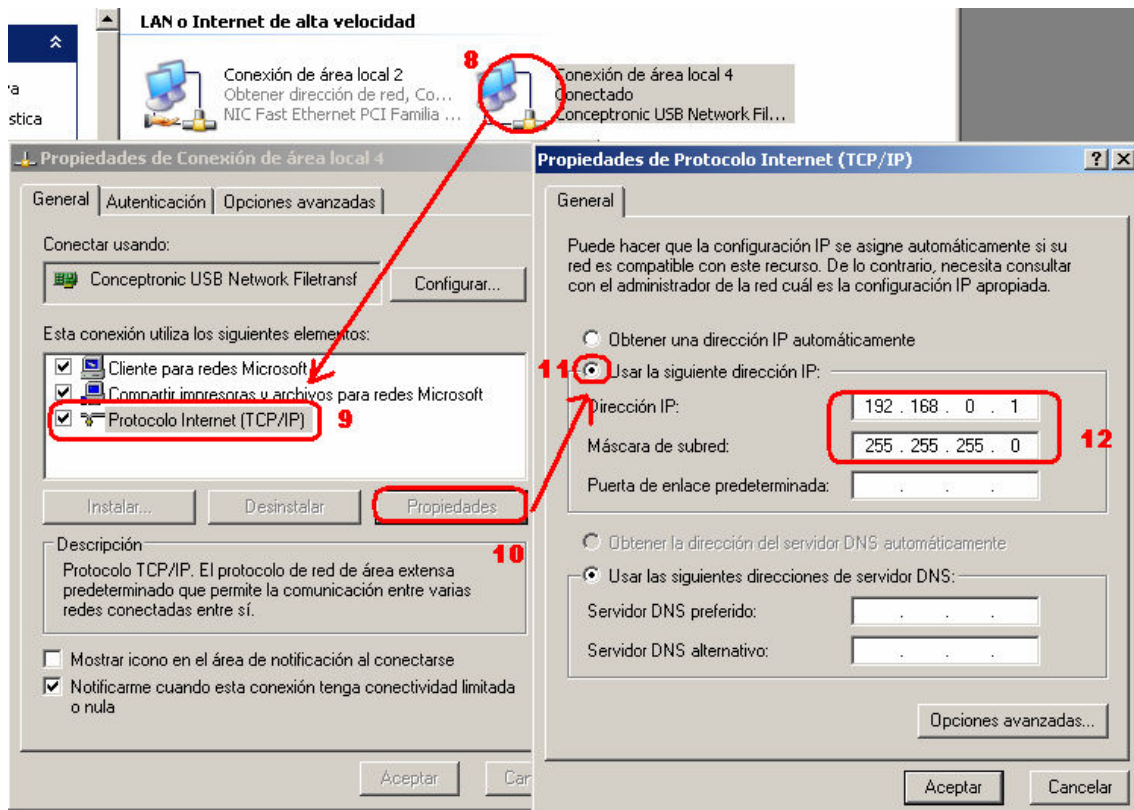 LAN o Internet de alta velocidad
stica
8
Conexión de área local 2
Obtener dirección de red, Co...
NIC Fast Ethernet PCI Familia ...
Conexión de área local 4
Conectado
Conceptronic USB Network Fil...
Propiedades de Conexión de área local 4
General
Autenticación
Opciones avanzadas
Conectar usando:
Conceptronic USB Network Filetransf
Configurar...
Esta conexión utiliza los siguientes elementos:
Cliente para redes Microsoft
Compartir impresoras y archivos para redes Microsoft
Protocolo Internet (TCP/IP)
9
Instalar...
Desinstalar
Propiedades
10
Descripción
Protocolo TCP/IP. El protocolo de red de área extensa
predeterminado que permite la comunicación entre varias
redes conectadas entre sí.
Mostrar icono en el área de notificación al conectarse
Notificarme cuando esta conexión tenga conectividad limitada
o nula
Aceptar
Propiedades de Protocolo Internet (TCP/IP)
? X
General
Puede hacer que la configuración IP se asigne automáticamente si su
red es compatible con este recurso. De lo contrario, necesita consultar
con el administrador de la red cuál es la configuración IP apropiada.
Obtener una dirección IP automáticamente
11
Usar la siguiente dirección IP:
Dirección IP:
192 . 168 . 0 . 1
Máscara de subred:
255 . 255 . 255 . 0
12
Puerta de enlace predeterminada:
. . .
Obtener la dirección del servidor DNS automáticamente
Usar las siguientes direcciones de servidor DNS:
Servidor DNS preferido:
. . .
Servidor DNS alternativo:
. . .
Opciones avanzadas...
Aceptar
Cancelar